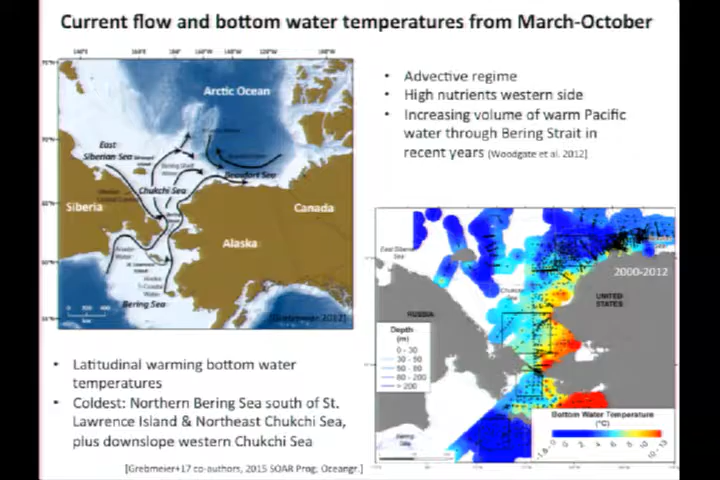 Current flow and bottom water temperatures from March-October
Arctic Ocean
East
Siberian Sea
Chukchi Sea
Beaufort Sea
Siberia
Canada
Alaska
Bering Sea
• Advective regime
• High nutrients western side
• Increasing volume of warm Pacific
water through Bering Strait in
recent years [Woodgate et al. 2012]
2000-2012
RUSSIA
UNITED
STATES
Depth
(m)
0 - 30
30 - 50
50 - 80
80 - 200
> 200
Bottom Water Temperature
(°C)
• Latitudinal warming bottom water
temperatures
• Coldest: Northern Bering Sea south of St.
Lawrence Island & Northeast Chukchi Sea,
plus downslope western Chukchi Sea
[Grebmeier+17 co-authors, 2015 SOAR Prog. Oceangr.]